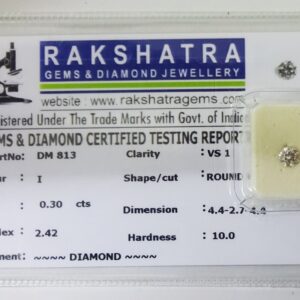 RAKSHATRA
GEMS & DIAMOND JEWELLERY
website : www.rakshatragems.com
istered Under The Trade Marks with Govt. of India
MS & DIAMOND CERTIFIED TESTING REPORT
rtNo: DM 813 Clarity : VS 1
ur : I Shape/cut : ROUND
: 0.30 cts Dimension : 4.4-2.7-4.4
dex : 2.42 Hardness : 10.0
ment: ~~~~ DIAMOND ~~~~